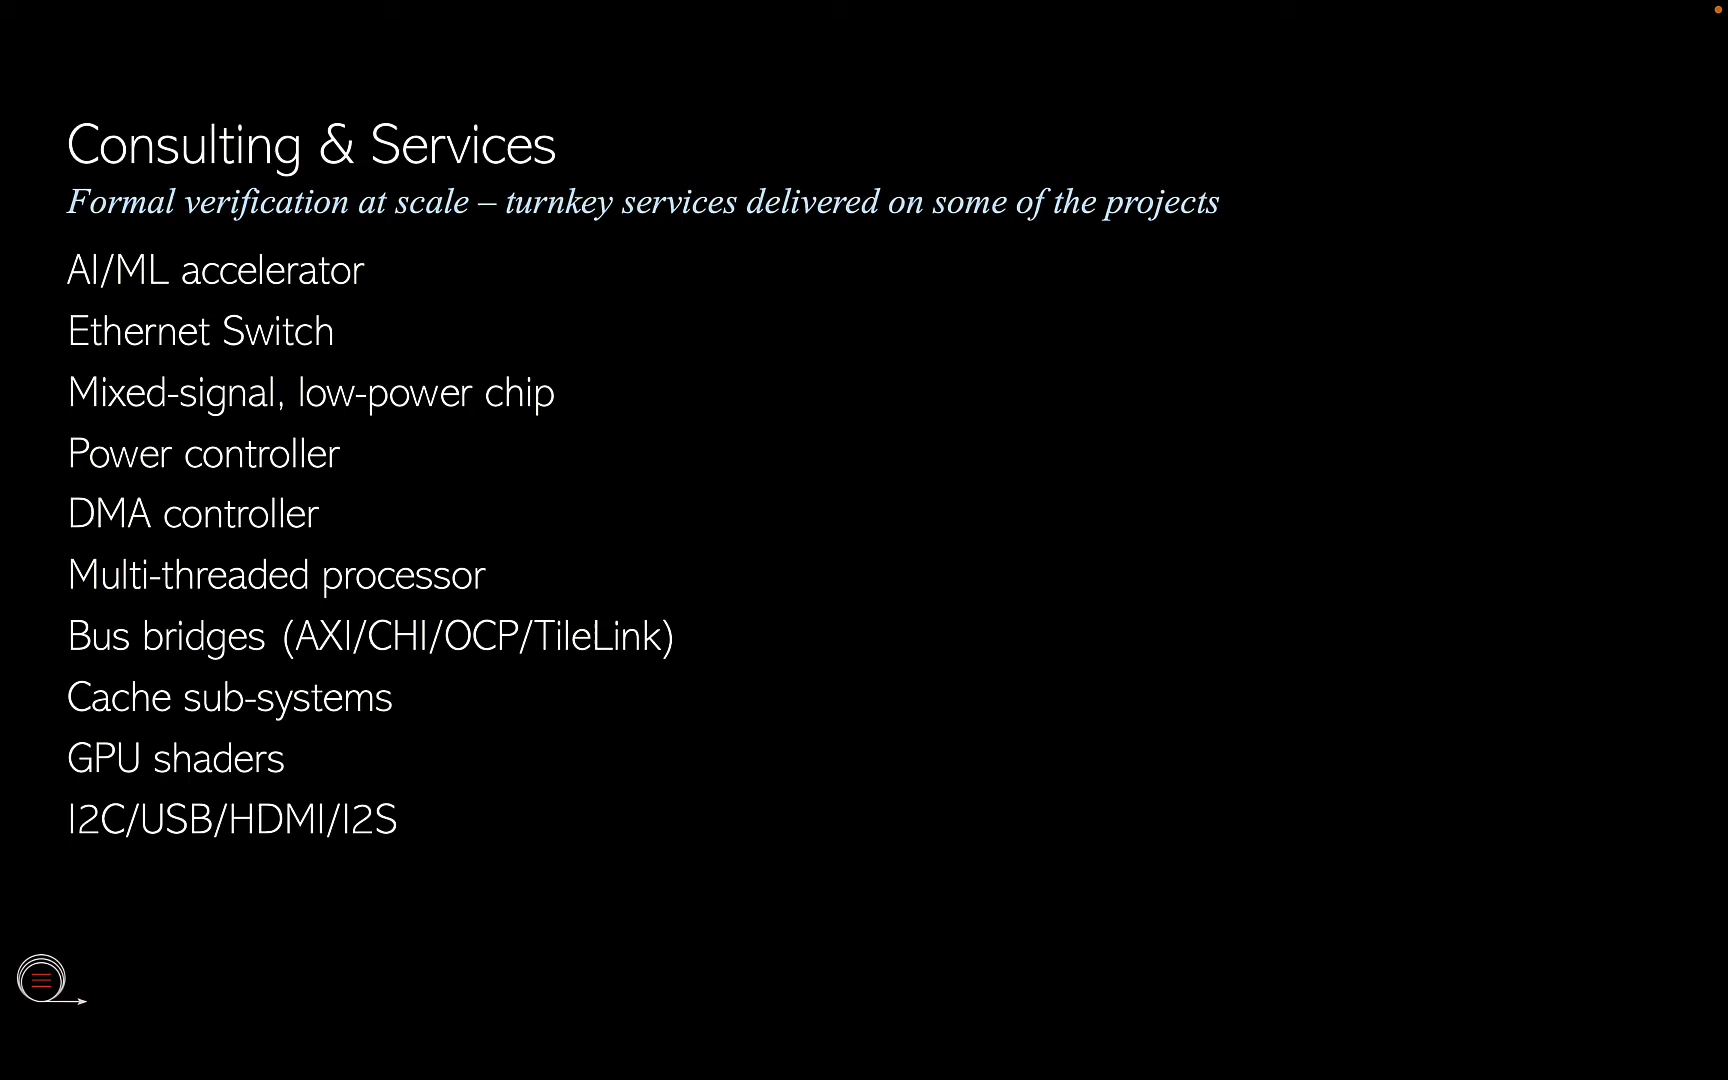 Consulting & Services
Formal verification at scale – turnkey services delivered on some of the projects
AI/ML accelerator
Ethernet Switch
Mixed-signal, low-power chip
Power controller
DMA controller
Multi-threaded processor
Bus bridges (AXI/CHI/OCP/TileLink)
Cache sub-systems
GPU shaders
I2C/USB/HDMI/I2S